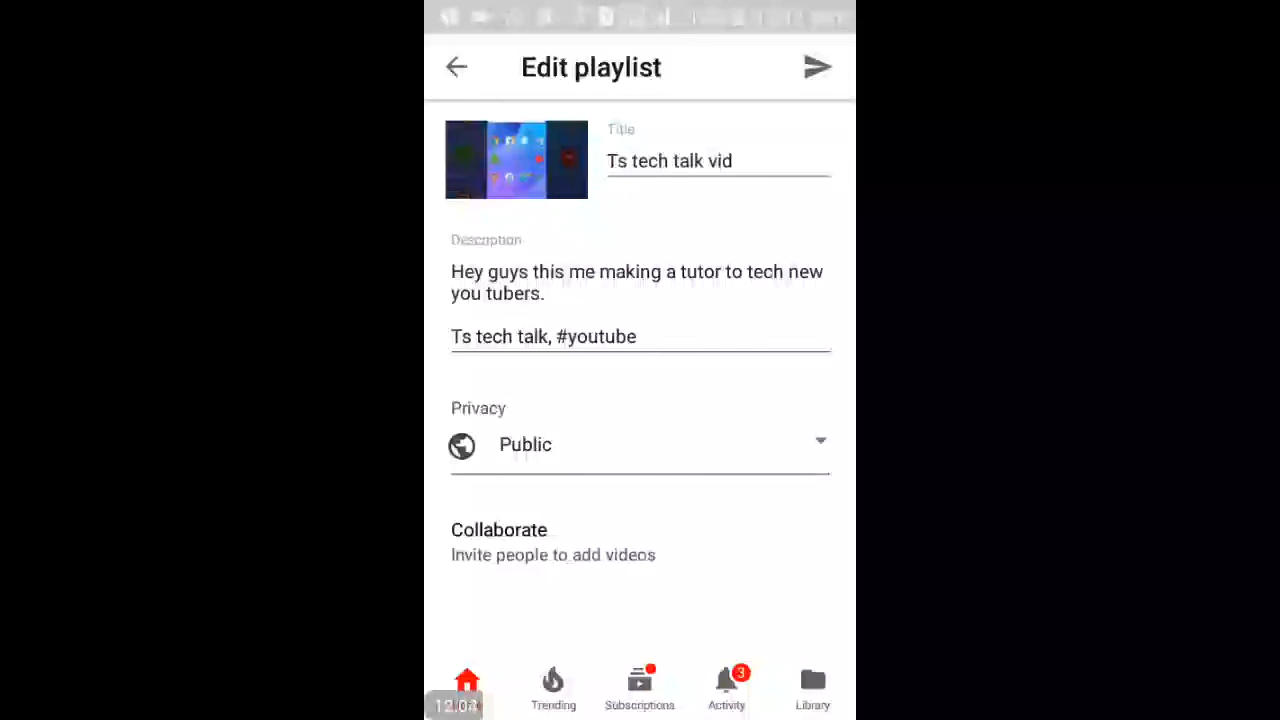 Edit playlist
Title
Ts tech talk vid
Description
Hey guys this me making a tutor to tech new
you tubers.
Ts tech talk, #youtube
Privacy
Public
Collaborate
Invite people to add videos
3
Trending
Subscriptions
Activity
Library